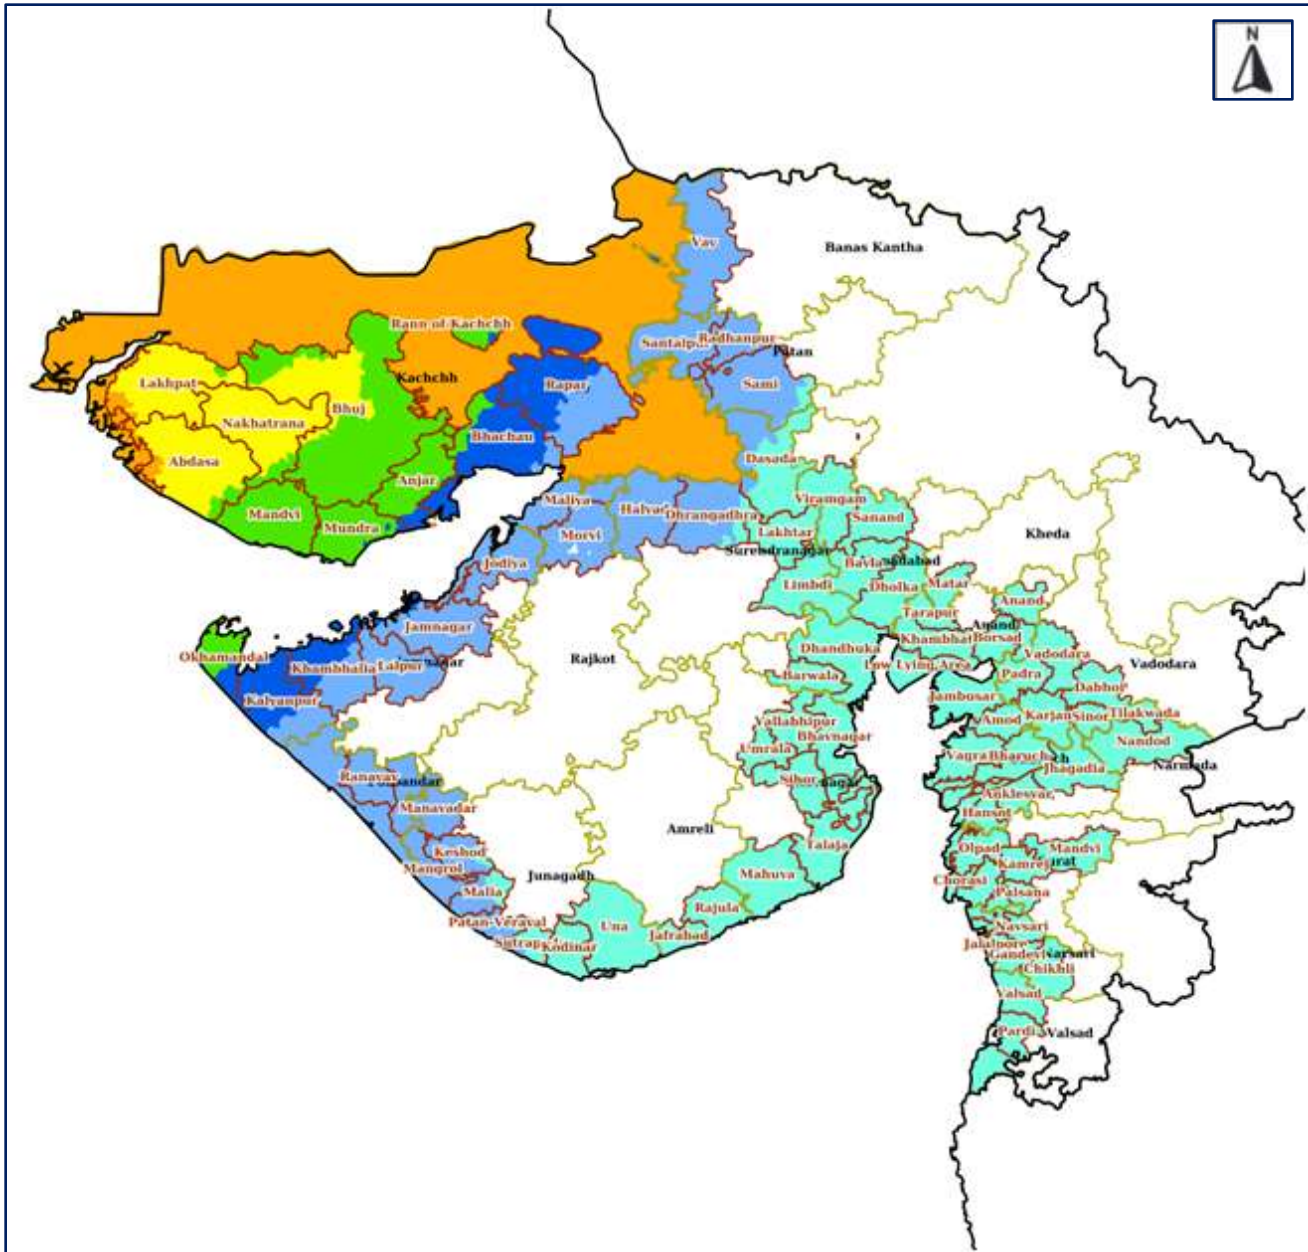 N
Vav
Banas Kantha
Rann of Kachchh
Santalpur
Radhanpur
Patan
Kachchh
Lakhpat
Rapar
Sami
Nakhatrana
Bhuj
Bhachau
Abdasa
Dasada
Anjar
Maliya
Viramgam
Mandvi
Mundra
Halvad
Dhrangadhra
Sanand
Morvi
Lakhtar
Kheda
Surendranagar
Jodiya
Bavla
Limbdi
Dholka
Matar
Anand
Tarapur
Jamnagar
Anand
Khambhat
Borsad
Okhamandal
Rajkot
Dhandhuka
Vadodara
Khambhalia
Lalpur
Low Lying Area
Vadodara
Barwala
Padra
Dabhoi
Kalyanpur
Jambusar
Vallabhipur
Amod
Karjan
Sinor
Tilakwada
Bhavnagar
Umrala
Nandod
Vagra
Bharuch
Narmada
Ranavav
Sihor
Jhagadia
Manavadar
Anklesvar
Hansot
Amreli
Keshod
Talaja
Olpad
Mandvi
Mangrol
Kamrej
Junagadh
Mahuva
Chorasi
Malia
Palsana
Rajula
Patan-Veraval
Una
Navsari
Jafrabad
Kodinar
Gandevi
Chikhli
Valsad
Pardi
Valsad